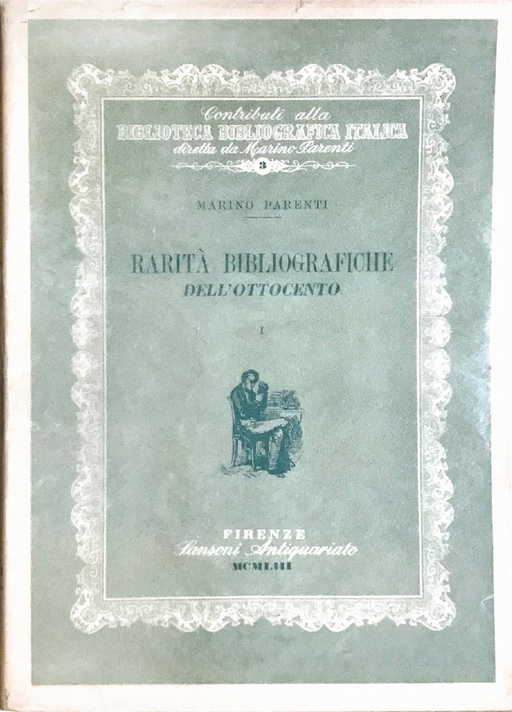 Contributi alla
BIBLIOTECA BIBLIOGRAFICA ITALICA
diretta da Marino Parenti
3
MARINO PARENTI
RARITÀ BIBLIOGRAFICHE
DELL'OTTOCENTO
I
FIRENZE
Sansoni Antiquariato
MCMLIII